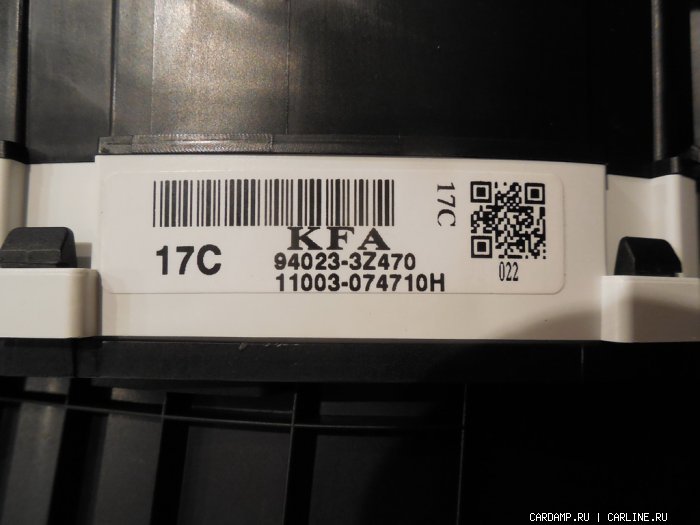 KFA
17C
94023-3Z470
11003-074710H
17C
022
CARDAMP.RU | CARLINE.RU